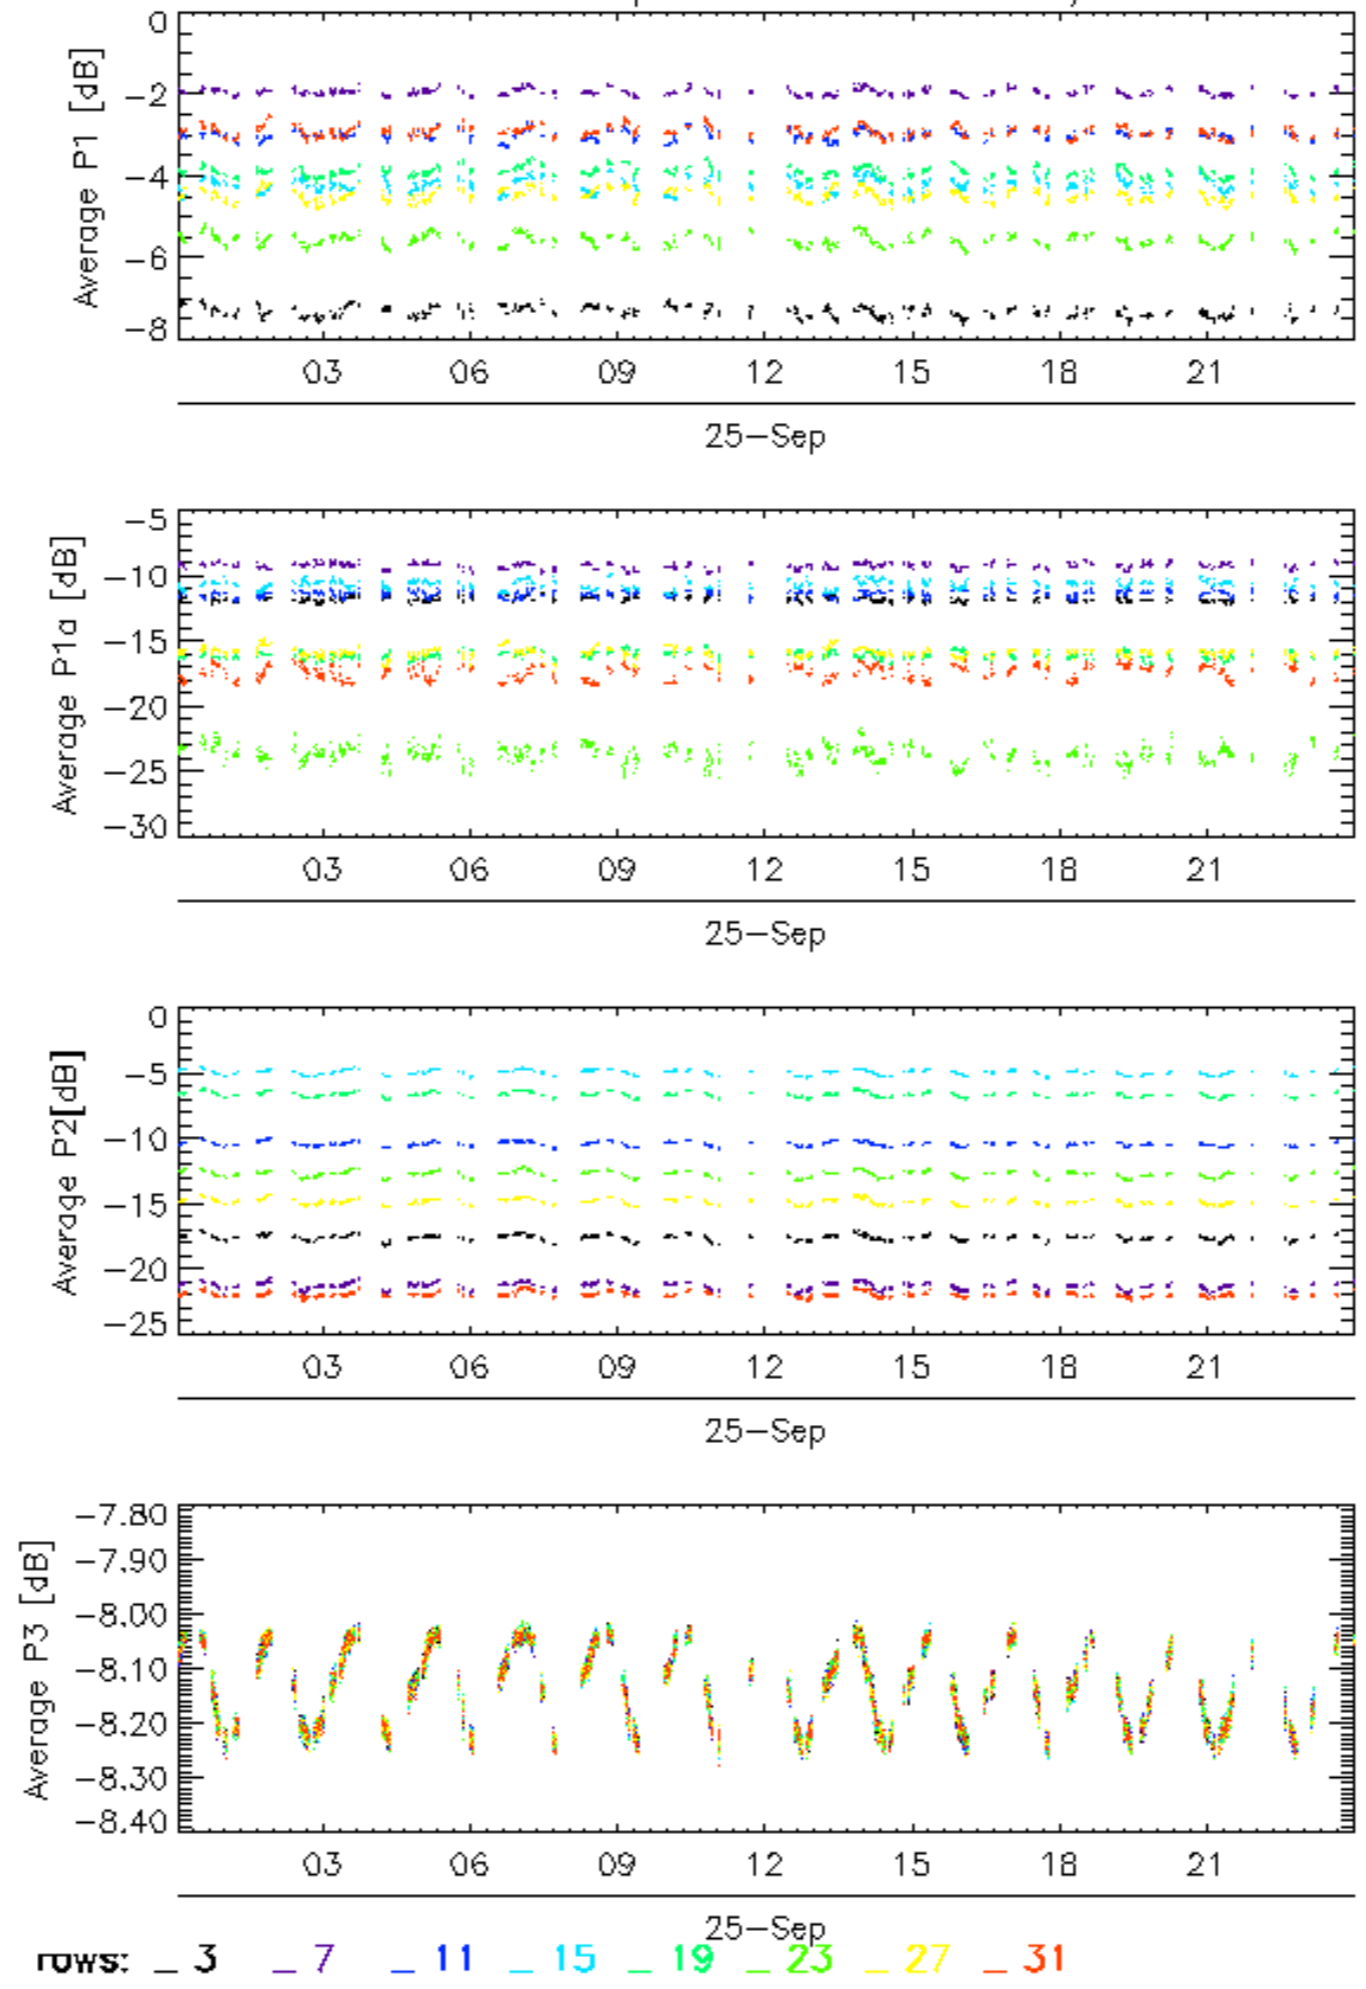 0
−2
−4
−6
−8
Average P1 [dB]
03 06 09 12 15 18 21
25−Sep
−5
−10
−15
−20
−25
−30
Average P1a [dB]
03 06 09 12 15 18 21
25−Sep
0
−5
−10
−15
−20
−25
Average P2[dB]
03 06 09 12 15 18 21
25−Sep
−7.80
−7.90
−8.00
−8.10
−8.20
−8.30
−8.40
Average P3 [dB]
03 06 09 12 15 18 21
25−Sep
rows: _ 3 _ 7 _ 11 _ 15 _ 19 _ 23 _ 27 _ 31